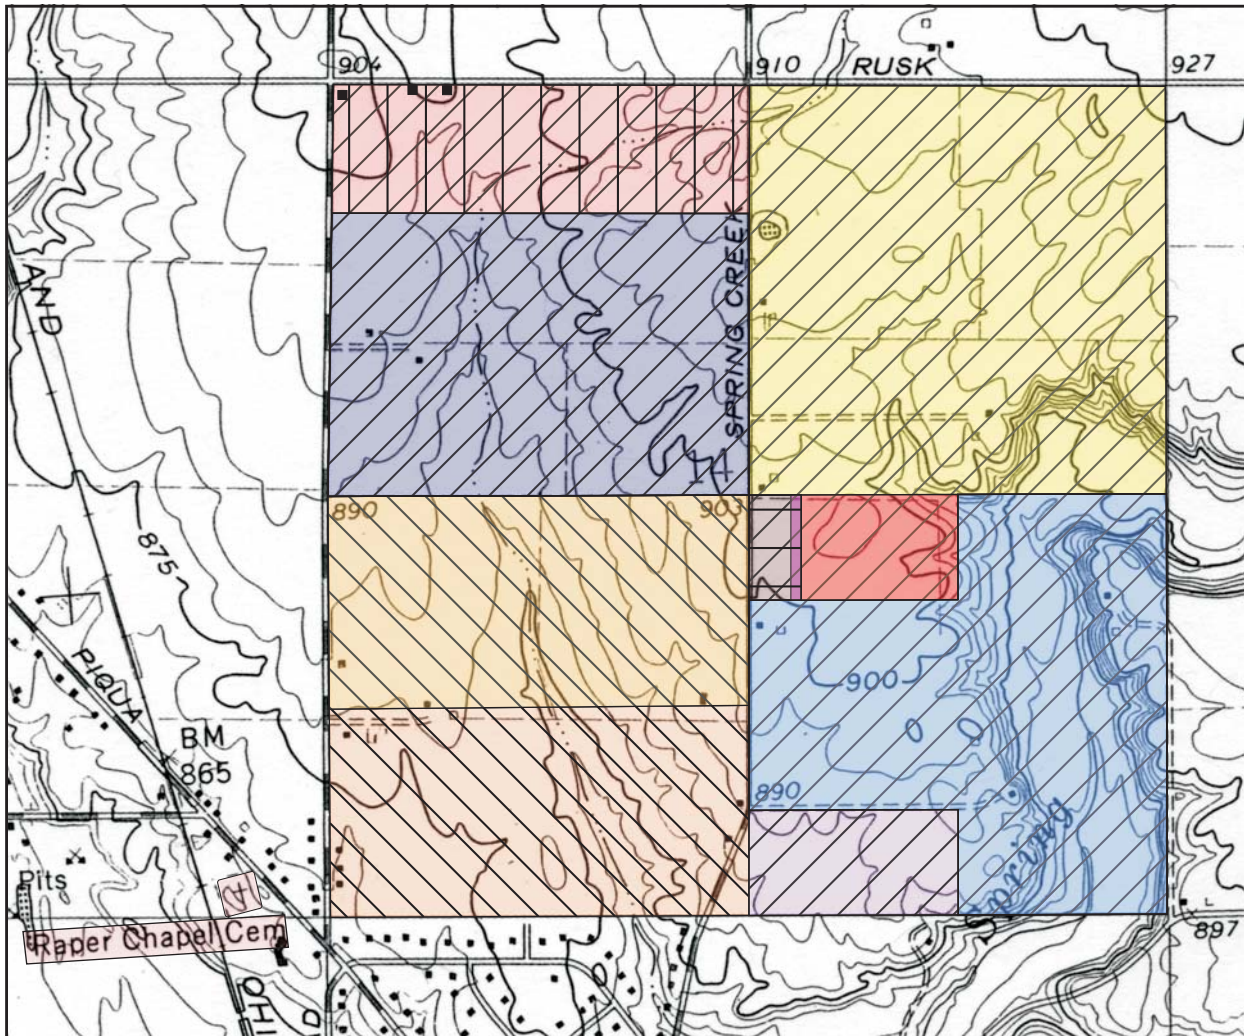 904
910
RUSK
927
AND
SPRING CREEK
890
903
875
PIQUA
BM
865
900
890
Spring
Pits
Raper Chapel Cem
897
OHI
D
L